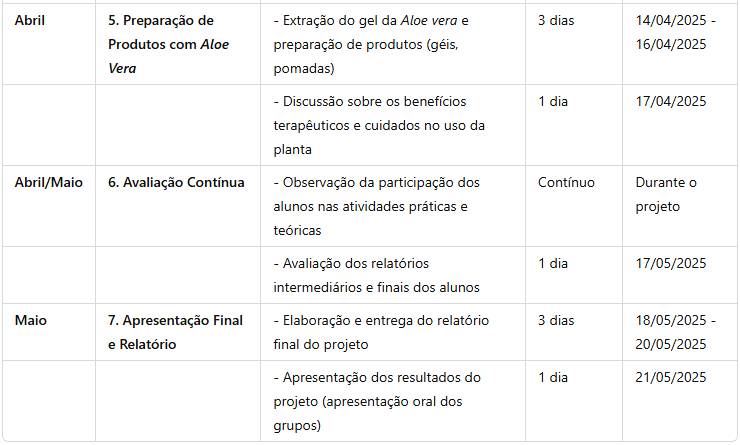 Abril
5. Preparação de
Produtos com Aloe
Vera
- Extração do gel da Aloe vera e
preparação de produtos (géis,
pomadas)
3 dias
14/04/2025 -
16/04/2025
- Discussão sobre os benefícios
terapêuticos e cuidados no uso da
planta
1 dia
17/04/2025
Abril/Maio
6. Avaliação Contínua
- Observação da participação dos
alunos nas atividades práticas e
teóricas
Contínuo
Durante o
projeto
- Avaliação dos relatórios
intermediários e finais dos alunos
1 dia
17/05/2025
Maio
7. Apresentação Final
e Relatório
- Elaboração e entrega do relatório
final do projeto
3 dias
18/05/2025 -
20/05/2025
- Apresentação dos resultados do
projeto (apresentação oral dos
grupos)
1 dia
21/05/2025